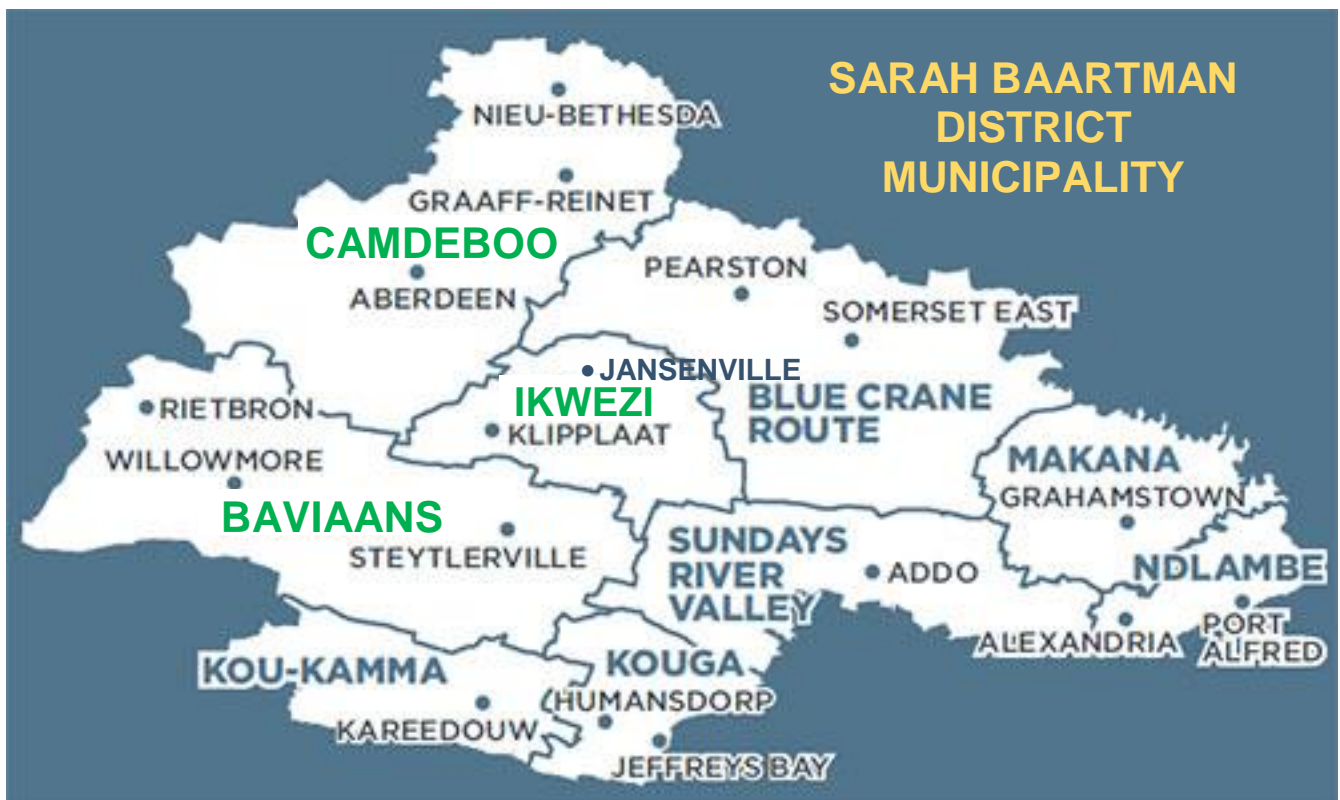 SARAH BAARTMAN
DISTRICT
MUNICIPALITY
NIEU-BETHESDA
GRAAFF-REINET
CAMDEBOO
ABERDEEN
PEARSTON
SOMERSET EAST
JANSENVILLE
IKWEZI
KLIPPLAAT
BLUE CRANE
ROUTE
RIETBRON
WILLOWMORE
BAVIAANS
STEYTLERVILLE
MAKANA
GRAHAMSTOWN
SUNDAYS
RIVER
VALLEY
ADDO
NDLAMBE
ALEXANDRIA
PORT
ALFRED
KOU-KAMMA
KAREEDOUW
KOUGA
HUMANSDORP
JEFFREYS BAY